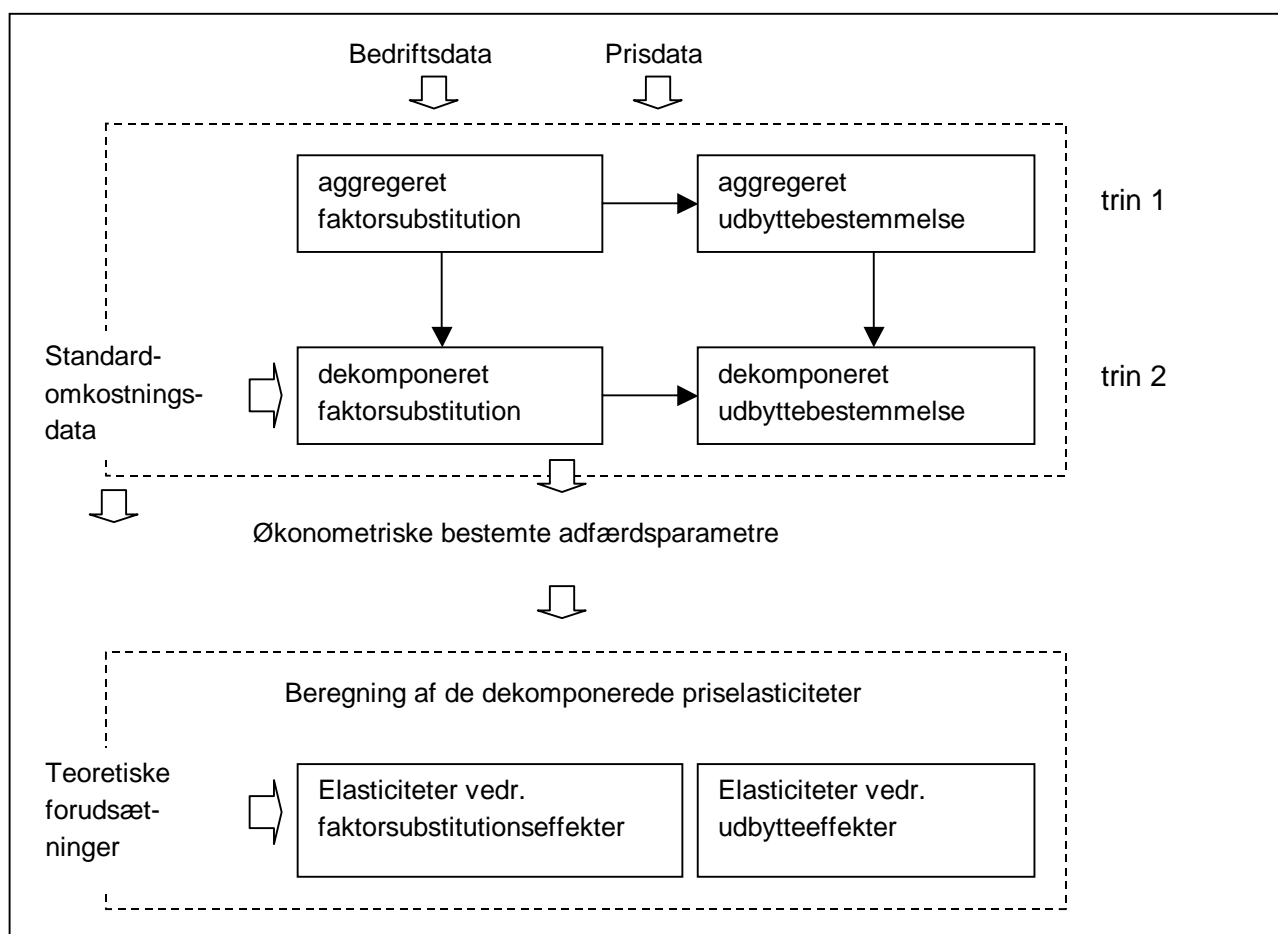 Bedriftsdata
Prisdata
aggregeret
faktorsubstitution
aggregeret
udbyttebestemmelse
trin 1
Standard-
omkostnings-
data
dekomponeret
faktorsubstitution
dekomponeret
udbyttebestemmelse
trin 2
Økonometriske bestemte adfærdsparametre
Beregning af de dekomponerede priselasticiteter
Teoretiske
forudsæt-
ninger
Elasticiteter vedr.
faktorsubstitutionseffekter
Elasticiteter vedr.
udbytteeffekter